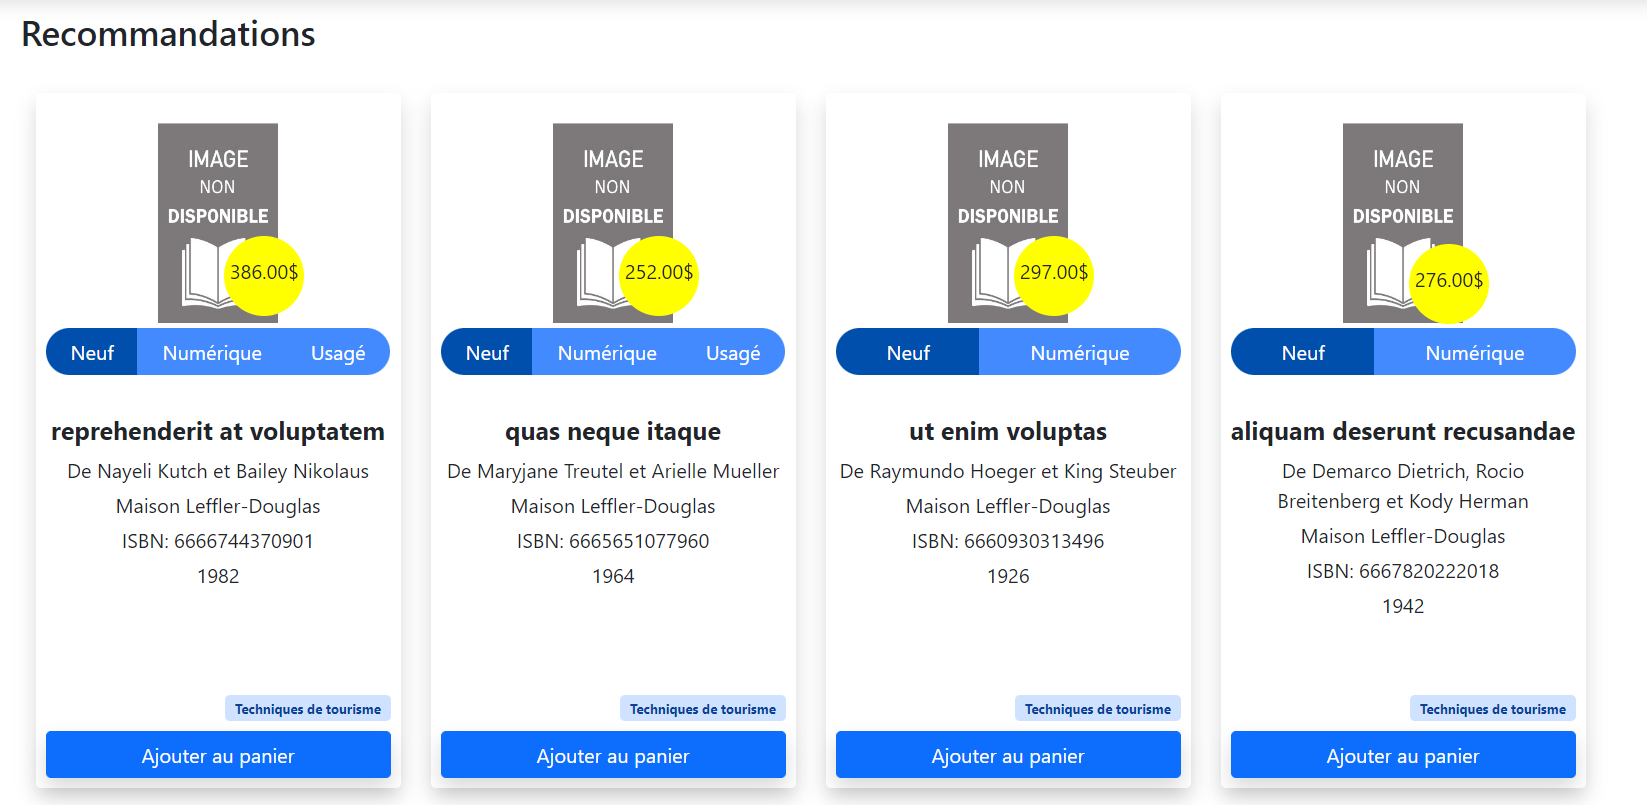 Recommandations
IMAGE
NON
DISPONIBLE
386.00$
Neuf Numérique Usagé
reprehenderit at voluptatem
De Nayeli Kutch et Bailey Nikolaus
Maison Leffler-Douglas
ISBN: 6666744370901
1982
Techniques de tourisme
Ajouter au panier
IMAGE
NON
DISPONIBLE
252.00$
Neuf Numérique Usagé
quas neque itaque
De Maryjane Treutel et Arielle Mueller
Maison Leffler-Douglas
ISBN: 6665651077960
1964
Techniques de tourisme
Ajouter au panier
IMAGE
NON
DISPONIBLE
297.00$
Neuf Numérique
ut enim voluptas
De Raymundo Hoeger et King Steuber
Maison Leffler-Douglas
ISBN: 6660930313496
1926
Techniques de tourisme
Ajouter au panier
IMAGE
NON
DISPONIBLE
276.00$
Neuf Numérique
aliquam deserunt recusandae
De Demarco Dietrich, Rocio
Breitenberg et Kody Herman
Maison Leffler-Douglas
ISBN: 6667820222018
1942
Techniques de tourisme
Ajouter au panier